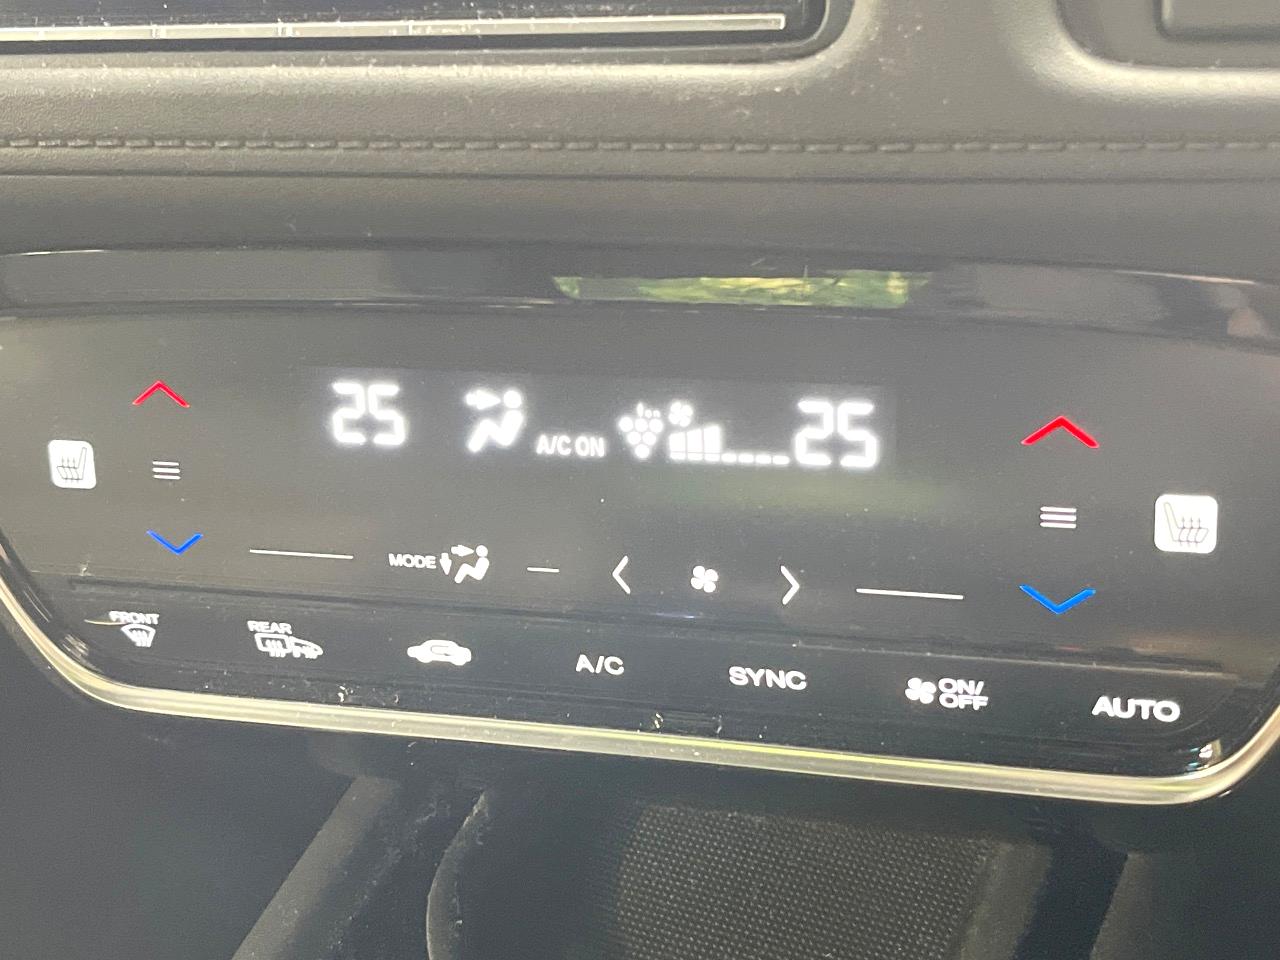 25 A/C ON 25
MODE
FRONT REAR A/C SYNC ON/OFF AUTO